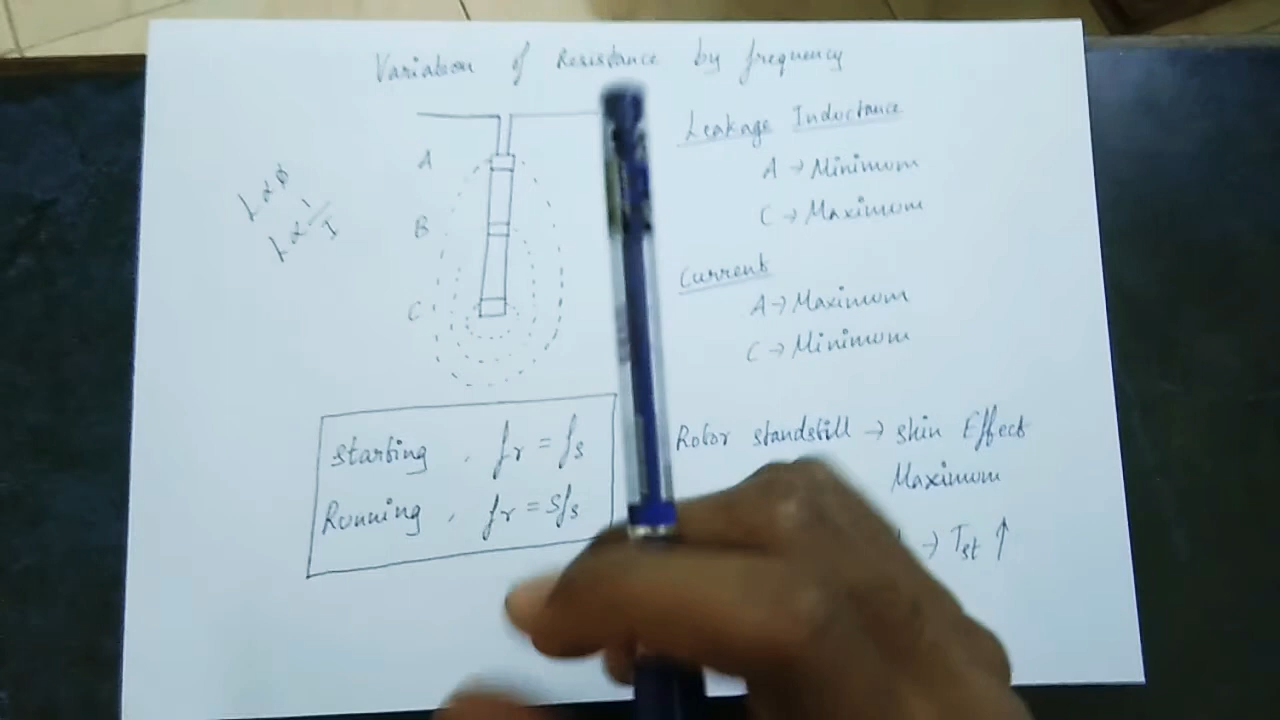 Variation of Resistance by frequency
A
B
C
L α φ
L α 1/I
Leakage Inductance
A → Minimum
C → Maximum
Current
A → Maximum
C → Minimum
starting , fr = fs
Running , fr = sfs
Rotor standstill → skin Effect
Maximum
→ Tst ↑